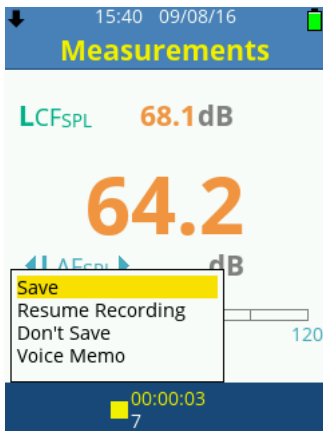 15:40 09/08/16
Measurements
LCFSPL 68.1dB
64.2
LAFSPL dB
Save
Resume Recording
Don't Save
Voice Memo
120
00:00:03
7